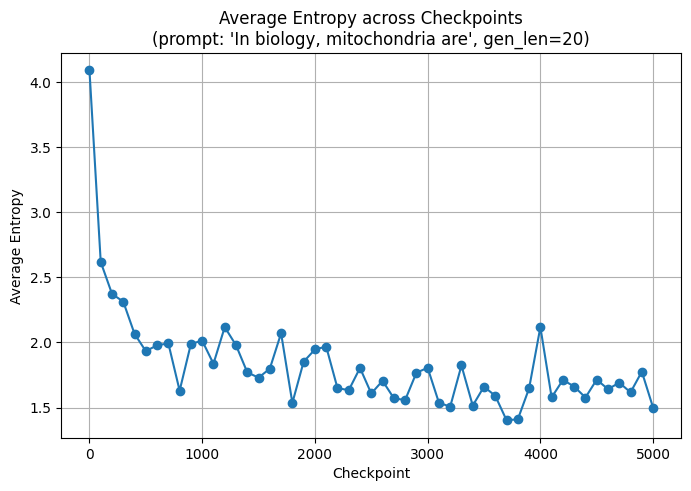 Average Entropy across Checkpoints
(prompt: 'In biology, mitochondria are', gen_len=20)
4.0
3.5
3.0
2.5
2.0
1.5
Average Entropy
0 1000 2000 3000 4000 5000
Checkpoint